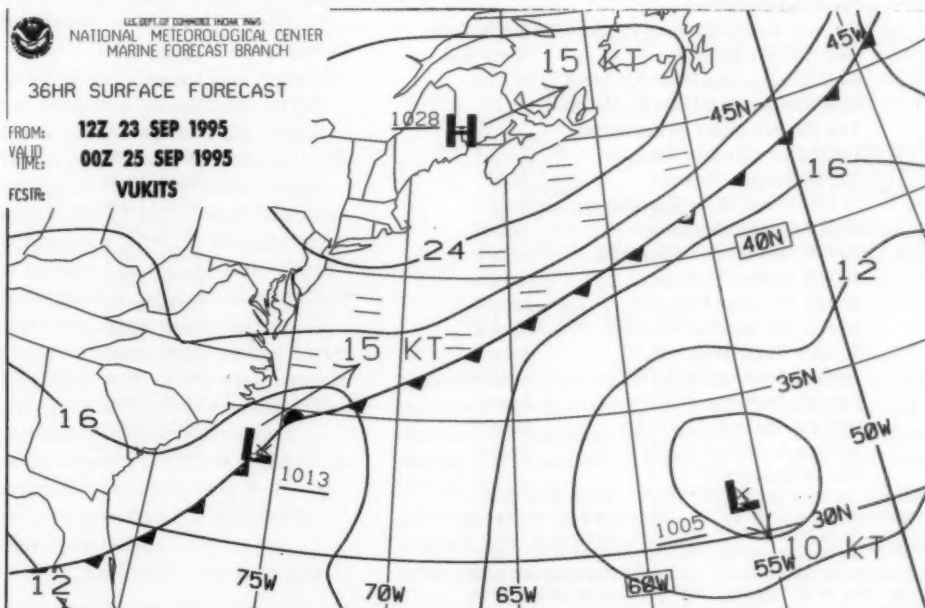 U.S. DEPT. OF COMMERCE (NOAA) NWS
NATIONAL METEOROLOGICAL CENTER
MARINE FORECAST BRANCH
36HR SURFACE FORECAST
FROM: 12Z 23 SEP 1995
VALID TIME: 00Z 25 SEP 1995
FCSTR: VUKITS
15 KT
45W
1028
H
45N
16
24
40N
12
15 KT
35N
16
50W
L
1013
L
1005
30N
10 KT
12
75W
70W
65W
60W
55W